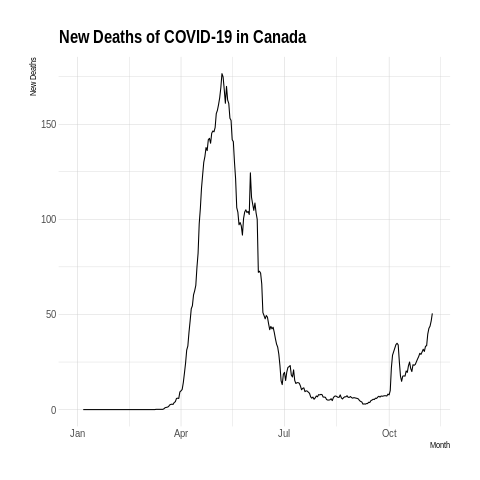 New Deaths of COVID-19 in Canada
New Deaths
150
100
50
0
Jan Apr Jul Oct
Month